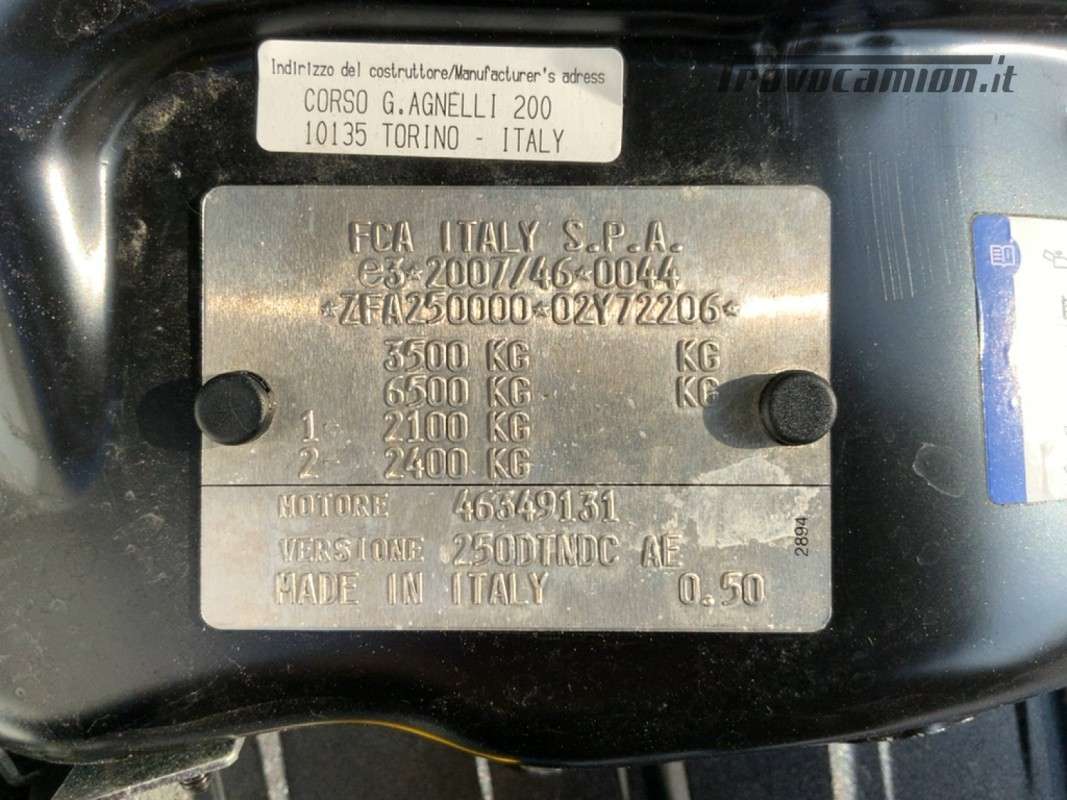 Indirizzo del costruttore/Manufacturer's adress
CORSO G.AGNELLI 200
10135 TORINO - ITALY
Trovocamion.it
FCA ITALY S.P.A.
e3*2007/46*0044
*ZFA250000*02Y72206*
3500 KG KG
6500 KG KG
1- 2100 KG
2- 2400 KG
MOTORE 46349131
VERSIONE 250DTNDC AE
MADE IN ITALY 0.50
2894